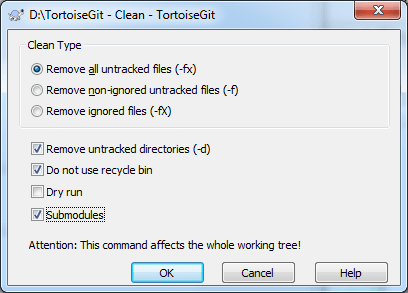 D:\TortoiseGit - Clean - TortoiseGit
Clean Type
Remove all untracked files (-fx)
Remove non-ignored untracked files (-f)
Remove ignored files (-fX)
Remove untracked directories (-d)
Do not use recycle bin
Dry run
Submodules
Attention: This command affects the whole working tree!
OK Cancel Help